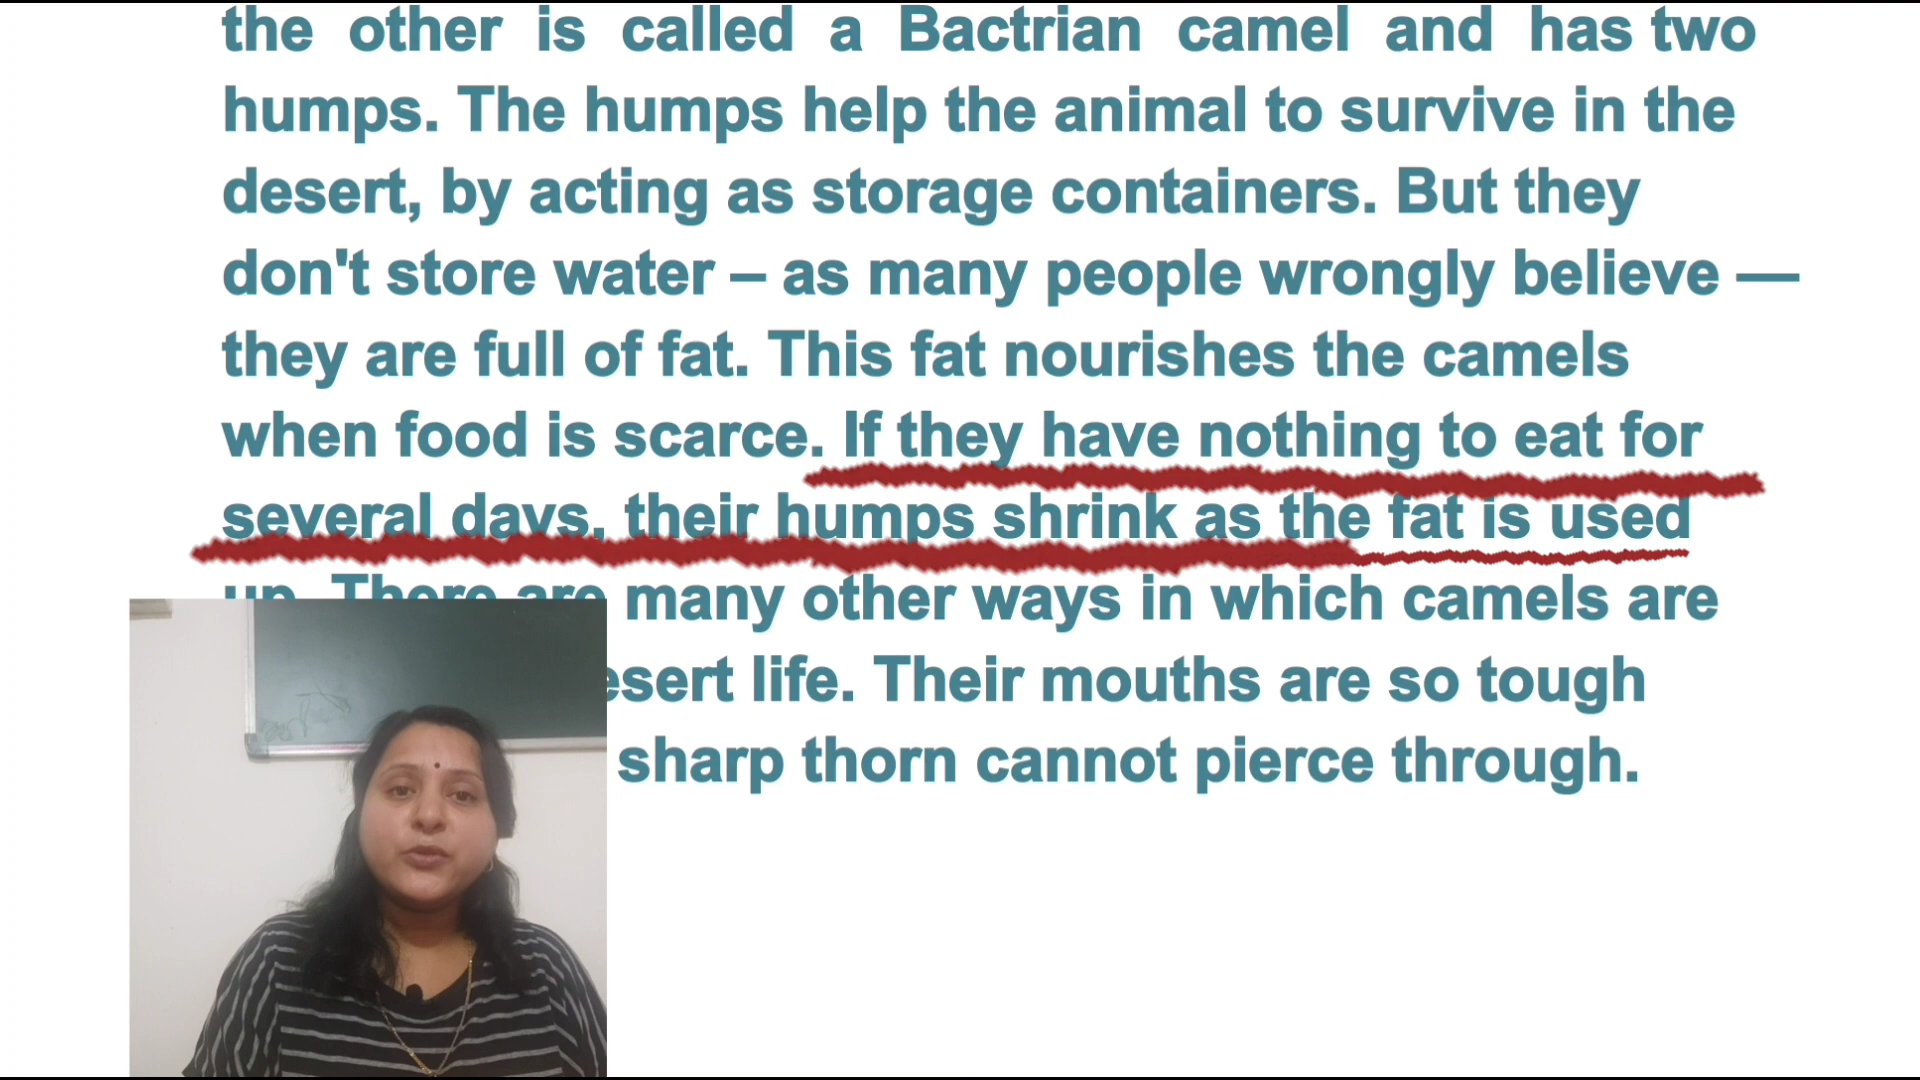 the other is called a Bactrian camel and has two
humps. The humps help the animal to survive in the
desert, by acting as storage containers. But they
don't store water – as many people wrongly believe —
they are full of fat. This fat nourishes the camels
when food is scarce. If they have nothing to eat for
several days, their humps shrink as the fat is used
up. There are many other ways in which camels are
life. Their mouths are so tough
sharp thorn cannot pierce through.